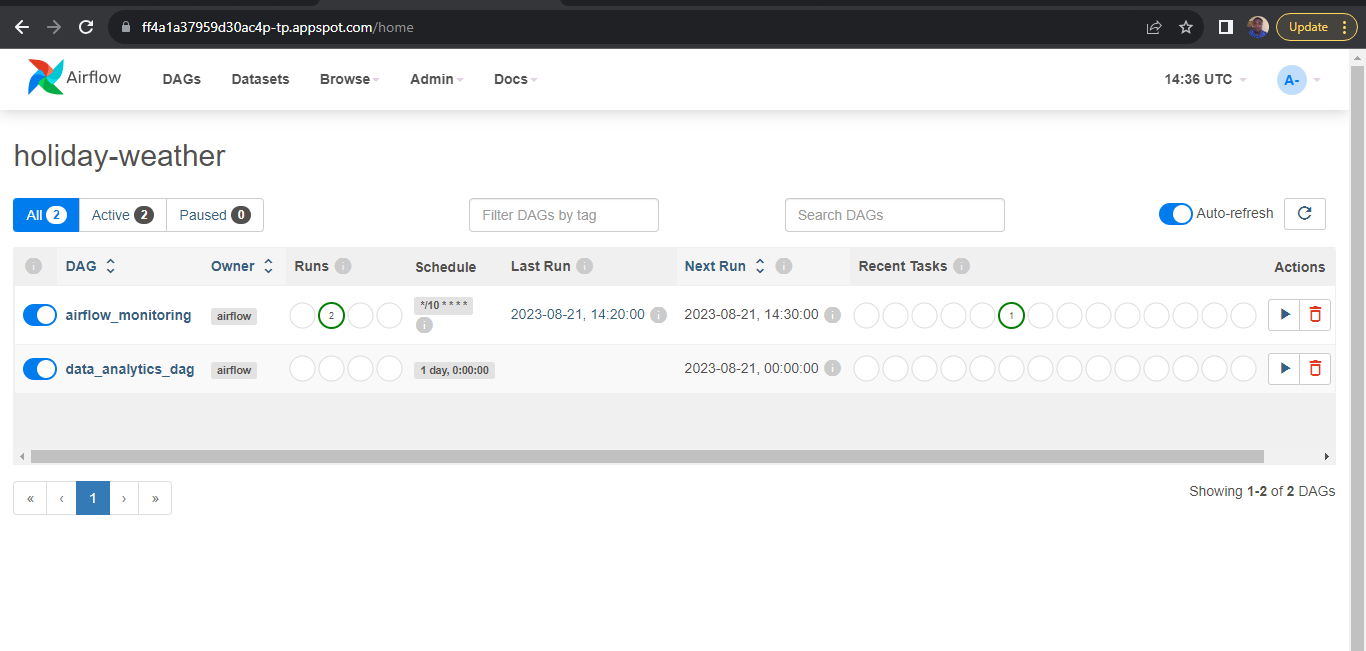 ff4a1a37959d30ac4p-tp.appspot.com/home
Update
Airflow DAGs Datasets Browse Admin Docs 14:36 UTC A-
holiday-weather
All 2 Active 2 Paused 0 Filter DAGs by tag Search DAGs Auto-refresh
DAG Owner Runs Schedule Last Run Next Run Recent Tasks Actions
airflow_monitoring airflow 2 */10 * * * * 2023-08-21, 14:20:00 2023-08-21, 14:30:00 1
data_analytics_dag airflow 1 day, 0:00:00 2023-08-21, 00:00:00
« ‹ 1 › » Showing 1-2 of 2 DAGs